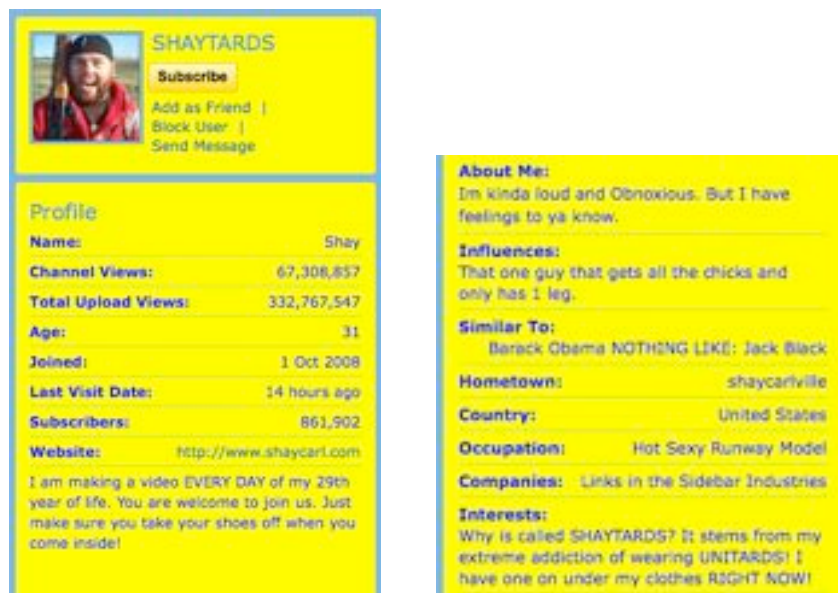 SHAYTARDS
Subscribe
Add as Friend |
Block User |
Send Message
Profile
Name: Shay
Channel Views: 67,308,857
Total Upload Views: 332,767,547
Age: 31
Joined: 1 Oct 2008
Last Visit Date: 14 hours ago
Subscribers: 861,902
Website: http://www.shaycarl.com
I am making a video EVERY DAY of my 29th
year of life. You are welcome to join us. Just
make sure you take your shoes off when you
come inside!
About Me:
Im kinda loud and Obnoxious. But I have
feelings to ya know.
Influences:
That one guy that gets all the chicks and
only has 1 leg.
Similar To:
Barack Obama NOTHING LIKE: Jack Black
Hometown: shaycarlville
Country: United States
Occupation: Hot Sexy Runway Model
Companies: Links in the Sidebar Industries
Interests:
Why is called SHAYTARDS? It stems from my
extreme addiction of wearing UNITARDS! I
have one on under my clothes RIGHT NOW!